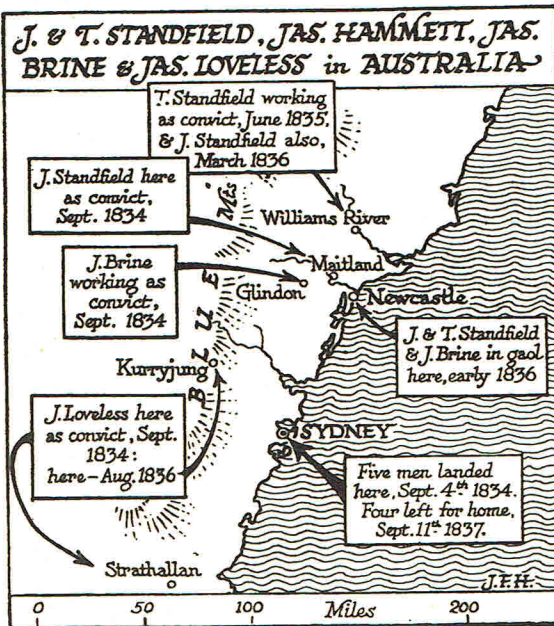 J. & T. STANDFIELD, JAS. HAMMETT, JAS.
BRINE & JAS. LOVELESS in AUSTRALIA
T. Standfield working
as convict, June 1835.
& J. Standfield also,
March 1836
J. Standfield here
as convict,
Sept. 1834
Williams River
J. Brine
working as
convict,
Sept. 1834
Maitland
Glindon
Newcastle
BLUE Mts
J. & T. Standfield
& J. Brine in gaol
here, early 1836
Kurryjung
J. Loveless here
as convict, Sept.
1834:
here – Aug. 1836
SYDNEY
Five men landed
here, Sept. 4th 1834.
Four left for home,
Sept. 11th 1837.
Strathallan
J.F.H.
0 50 100 Miles 200